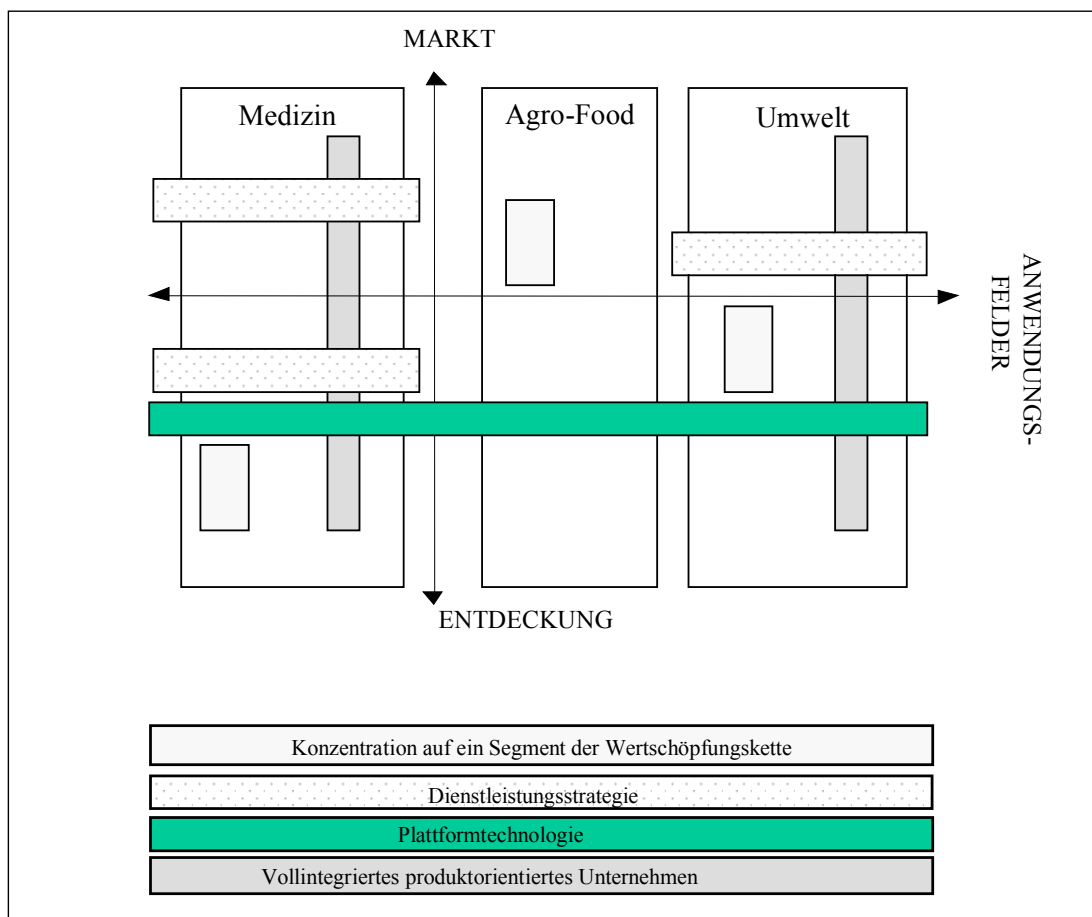 MARKT
Medizin
Agro-Food
Umwelt
ANWENDUNGS-
FELDER
ENTDECKUNG
Konzentration auf ein Segment der Wertschöpfungskette
Dienstleistungsstrategie
Plattformtechnologie
Vollintegriertes produktorientiertes Unternehmen